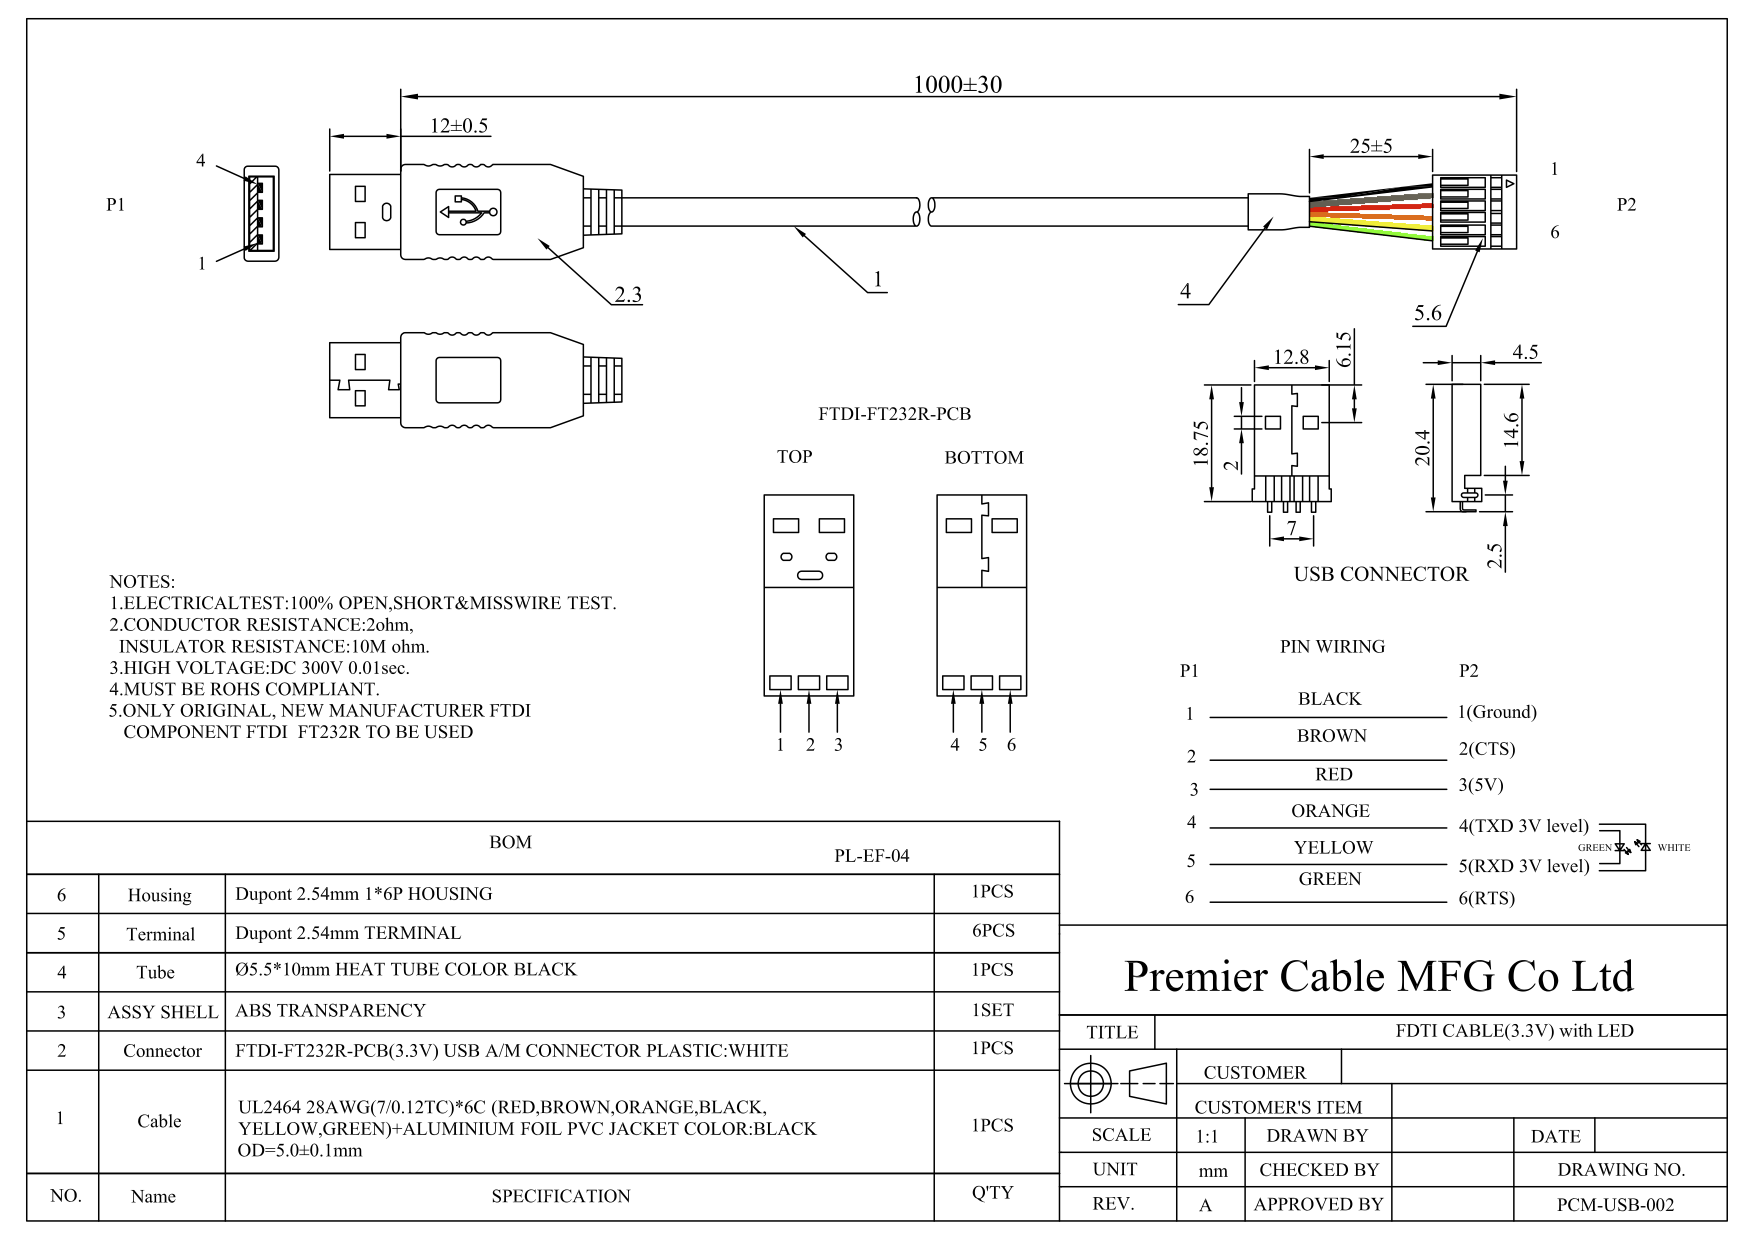 1000±30
12±0.5
25±5
4
1
P1
P2
1
6
2.3
1
4
5.6
FTDI-FT232R-PCB
TOP
BOTTOM
1 2 3
4 5 6
12.8
6.15
18.75
2
7
4.5
20.4
14.6
2.5
USB CONNECTOR
NOTES:
1.ELECTRICALTEST:100% OPEN,SHORT&MISSWIRE TEST.
2.CONDUCTOR RESISTANCE:2ohm,
INSULATOR RESISTANCE:10M ohm.
3.HIGH VOLTAGE:DC 300V 0.01sec.
4.MUST BE ROHS COMPLIANT.
5.ONLY ORIGINAL, NEW MANUFACTURER FTDI
COMPONENT FTDI FT232R TO BE USED
PIN WIRING
P1 P2
1 BLACK 1(Ground)
2 BROWN 2(CTS)
3 RED 3(5V)
4 ORANGE 4(TXD 3V level)
GREEN WHITE
5 YELLOW 5(RXD 3V level)
6 GREEN 6(RTS)
BOM
PL-EF-04
6 Housing Dupont 2.54mm 1*6P HOUSING 1PCS
5 Terminal Dupont 2.54mm TERMINAL 6PCS
4 Tube Ø5.5*10mm HEAT TUBE COLOR BLACK 1PCS
3 ASSY SHELL ABS TRANSPARENCY 1SET
2 Connector FTDI-FT232R-PCB(3.3V) USB A/M CONNECTOR PLASTIC:WHITE 1PCS
1 Cable UL2464 28AWG(7/0.12TC)*6C (RED,BROWN,ORANGE,BLACK,
YELLOW,GREEN)+ALUMINIUM FOIL PVC JACKET COLOR:BLACK
OD=5.0±0.1mm
1PCS
NO. Name SPECIFICATION Q'TY
Premier Cable MFG Co Ltd
TITLE FDTI CABLE(3.3V) with LED
CUSTOMER
CUSTOMER'S ITEM
SCALE 1:1 DRAWN BY DATE
UNIT mm CHECKED BY DRAWING NO.
REV. A APPROVED BY PCM-USB-002